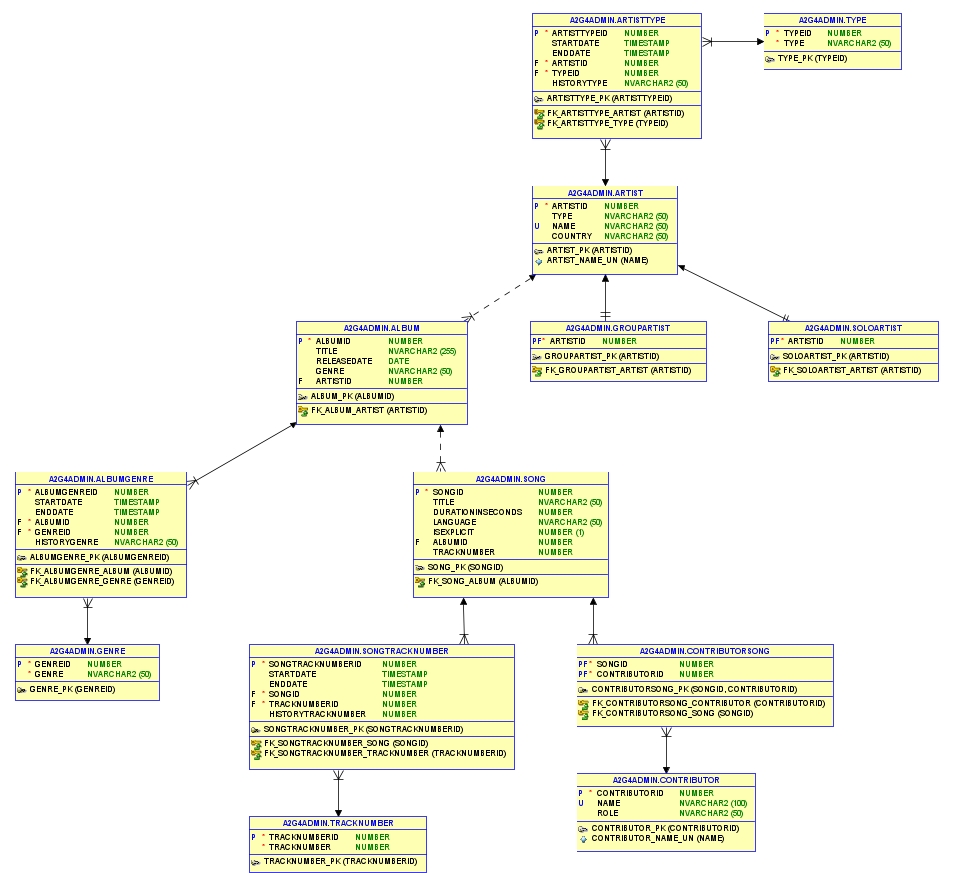 A2G4ADMIN.ARTISTTYPE
P * ARTISTTYPEID NUMBER
STARTDATE TIMESTAMP
ENDDATE TIMESTAMP
F * ARTISTID NUMBER
F * TYPEID NUMBER
HISTORYTYPE NVARCHAR2 (50)
ARTISTTYPE_PK (ARTISTTYPEID)
FK_ARTISTTYPE_ARTIST (ARTISTID)
FK_ARTISTTYPE_TYPE (TYPEID)
A2G4ADMIN.TYPE
P * TYPEID NUMBER
* TYPE NVARCHAR2 (50)
TYPE_PK (TYPEID)
A2G4ADMIN.ARTIST
P * ARTISTID NUMBER
TYPE NVARCHAR2 (50)
U NAME NVARCHAR2 (50)
COUNTRY NVARCHAR2 (50)
ARTIST_PK (ARTISTID)
ARTIST_NAME_UN (NAME)
A2G4ADMIN.ALBUM
P * ALBUMID NUMBER
TITLE NVARCHAR2 (255)
RELEASEDATE DATE
GENRE NVARCHAR2 (50)
F ARTISTID NUMBER
ALBUM_PK (ALBUMID)
FK_ALBUM_ARTIST (ARTISTID)
A2G4ADMIN.GROUPARTIST
PF* ARTISTID NUMBER
GROUPARTIST_PK (ARTISTID)
FK_GROUPARTIST_ARTIST (ARTISTID)
A2G4ADMIN.SOLOARTIST
PF* ARTISTID NUMBER
SOLOARTIST_PK (ARTISTID)
FK_SOLOARTIST_ARTIST (ARTISTID)
A2G4ADMIN.ALBUMGENRE
P * ALBUMGENREID NUMBER
STARTDATE TIMESTAMP
ENDDATE TIMESTAMP
F * ALBUMID NUMBER
F * GENREID NUMBER
HISTORYGENRE NVARCHAR2 (50)
ALBUMGENRE_PK (ALBUMGENREID)
FK_ALBUMGENRE_ALBUM (ALBUMID)
FK_ALBUMGENRE_GENRE (GENREID)
A2G4ADMIN.SONG
P * SONGID NUMBER
TITLE NVARCHAR2 (50)
DURATIONINSECONDS NUMBER
LANGUAGE NVARCHAR2 (50)
ISEXPLICIT NUMBER (1)
F ALBUMID NUMBER
TRACKNUMBER NUMBER
SONG_PK (SONGID)
FK_SONG_ALBUM (ALBUMID)
A2G4ADMIN.GENRE
P * GENREID NUMBER
* GENRE NVARCHAR2 (50)
GENRE_PK (GENREID)
A2G4ADMIN.SONGTRACKNUMBER
P * SONGTRACKNUMBERID NUMBER
STARTDATE TIMESTAMP
ENDDATE TIMESTAMP
F * SONGID NUMBER
F * TRACKNUMBERID NUMBER
HISTORYTRACKNUMBER NUMBER
SONGTRACKNUMBER_PK (SONGTRACKNUMBERID)
FK_SONGTRACKNUMBER_SONG (SONGID)
FK_SONGTRACKNUMBER_TRACKNUMBER (TRACKNUMBERID)
A2G4ADMIN.CONTRIBUTORSONG
PF* SONGID NUMBER
PF* CONTRIBUTORID NUMBER
CONTRIBUTORSONG_PK (SONGID, CONTRIBUTORID)
FK_CONTRIBUTORSONG_CONTRIBUTOR (CONTRIBUTORID)
FK_CONTRIBUTORSONG_SONG (SONGID)
A2G4ADMIN.TRACKNUMBER
P * TRACKNUMBERID NUMBER
* TRACKNUMBER NUMBER
TRACKNUMBER_PK (TRACKNUMBERID)
A2G4ADMIN.CONTRIBUTOR
P * CONTRIBUTORID NUMBER
U NAME NVARCHAR2 (100)
ROLE NVARCHAR2 (50)
CONTRIBUTOR_PK (CONTRIBUTORID)
CONTRIBUTOR_NAME_UN (NAME)